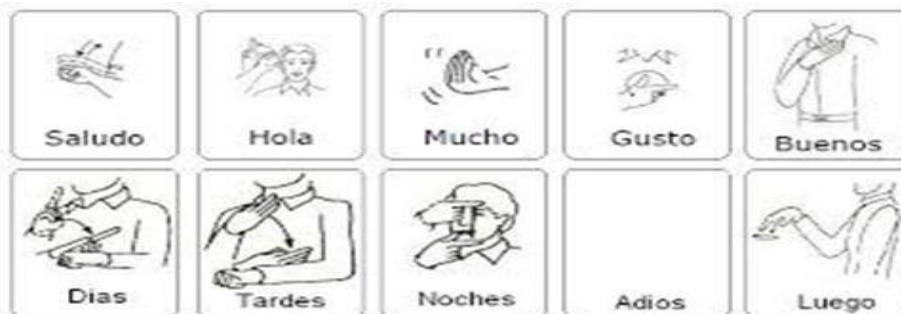 Saludo
Hola
Mucho
Gusto
Buenos
Dias
Tardes
Noches
Adios
Luego